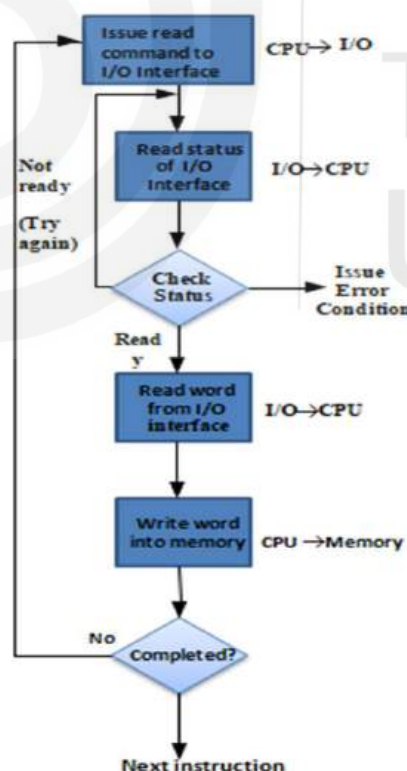 Issue read
command to
I/O Interface
CPU→ I/O
Read status
of I/O
Interface
I/O→CPU
Not
ready
(Try
again)
Check
Status
Issue
Error
Condition
Read
y
Read word
from I/O
interface
I/O→CPU
Write word
into memory
CPU →Memory
No
Completed?
Next instruction